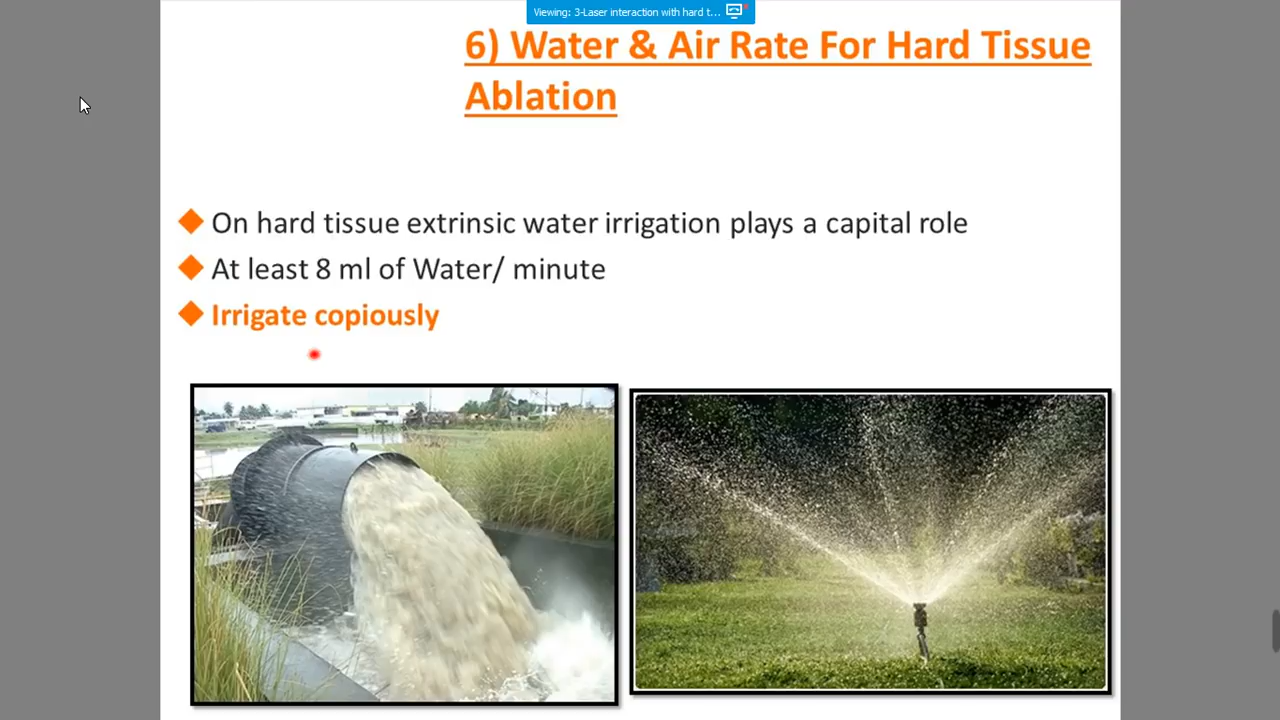 Viewing: 3-Laser interaction with hard t...
6) Water & Air Rate For Hard Tissue
Ablation
On hard tissue extrinsic water irrigation plays a capital role
At least 8 ml of Water/ minute
Irrigate copiously